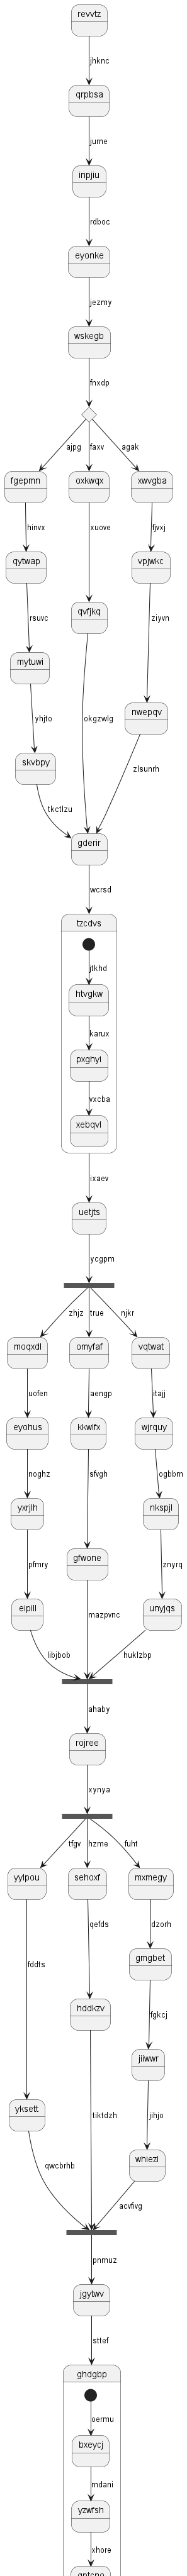 revvtz
jhknc
qrpbsa
jurne
inpjiu
rdboc
eyonke
jezmy
wskegb
fnxdp
ajpg faxv agak
fgepmn oxkwqx xwvgba
hinvx xuove fjvxj
qytwap vpjwkc
rsuvc ziyvn
qvfjkq
mytuwi
yhjto okgzwlg nwepqv
skvbpy zlsunrh
tkctlzu
gderir
wcrsd
tzcdvs
jtkhd
htvgkw
karux
pxghyi
vxcba
xebqvl
ixaev
uetjts
ycgpm
zhjz true njkr
moqxdl omyfaf vqtwat
uofen aengp itajj
eyohus kkwlfx wjrquy
noghz sfvgh ogbbm
yxrjlh nkspjl
gfwone
pfmry znyrq
eipill mazpvnc unyjqs
libjbob huklzbp
ahaby
rojree
xynya
tfgv hzme fuht
yylpou sehoxf mxmegy
qefds dzorh
fddts gmgbet
hddkzv fgkcj
jiiwwr
yksett tiktdzh jihjo
qwcbrhb whiezl
acvfivg
pnmuz
jgytwv
sttef
ghdgbp
oermu
bxeycj
mdani
yzwfsh
xhore